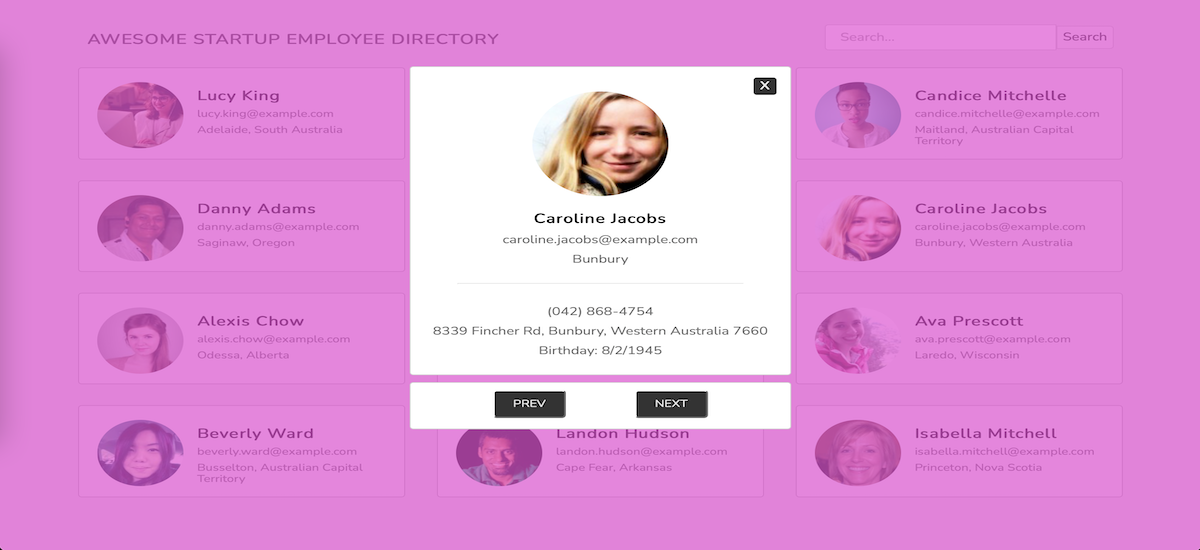 AWESOME STARTUP EMPLOYEE DIRECTORY
Search...
Search
Lucy King
lucy.king@example.com
Adelaide, South Australia
X
Caroline Jacobs
caroline.jacobs@example.com
Bunbury
(042) 868-4754
8339 Fincher Rd, Bunbury, Western Australia 7660
Birthday: 8/2/1945
PREV
NEXT
Candice Mitchelle
candice.mitchelle@example.com
Maitland, Australian Capital
Territory
Danny Adams
danny.adams@example.com
Saginaw, Oregon
Caroline Jacobs
caroline.jacobs@example.com
Bunbury, Western Australia
Alexis Chow
alexis.chow@example.com
Odessa, Alberta
Ava Prescott
ava.prescott@example.com
Laredo, Wisconsin
Beverly Ward
beverly.ward@example.com
Busselton, Australian Capital
Territory
Landon Hudson
landon.hudson@example.com
Cape Fear, Arkansas
Isabella Mitchell
isabella.mitchell@example.com
Princeton, Nova Scotia